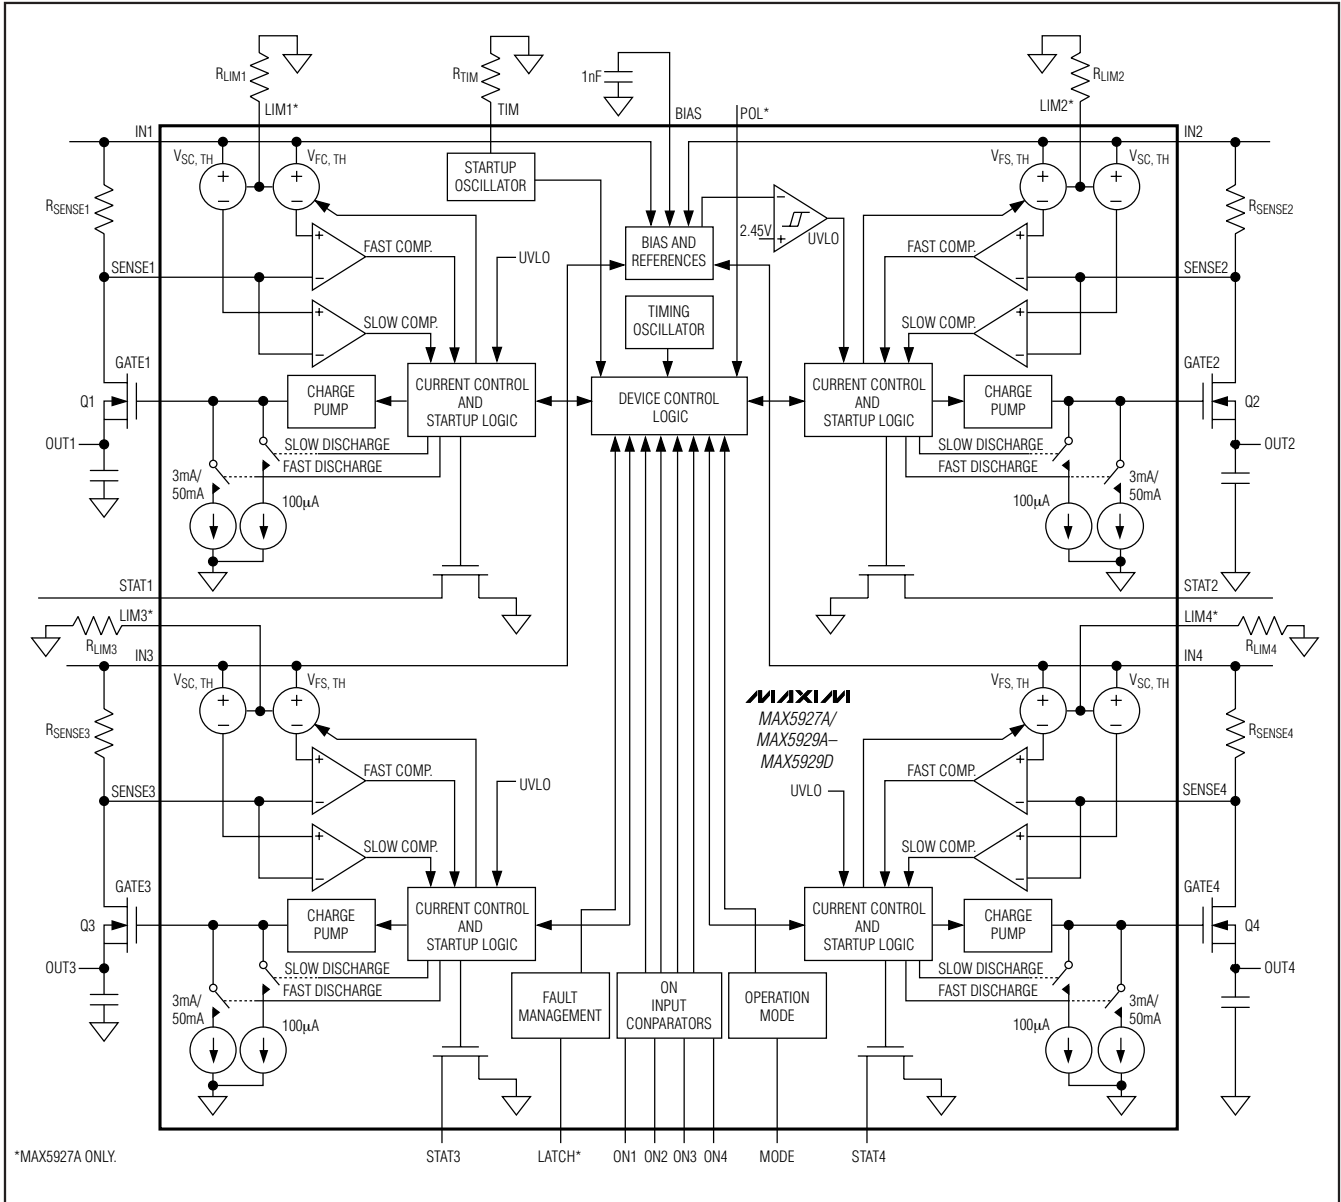 RLIM1
RTIM
1nF
RLIM2
LIM1*
TIM
BIAS
POL*
LIM2*
IN1
IN2
VSC, TH
VFC, TH
STARTUP
OSCILLATOR
VFS, TH
VSC, TH
RSENSE1
+
−
+
−
−
2.45V
+
UVLO
+
−
+
−
RSENSE2
BIAS AND
REFERENCES
+
−
FAST COMP.
UVLO
FAST COMP.
+
−
SENSE1
SENSE2
TIMING
OSCILLATOR
+
−
SLOW COMP.
SLOW COMP.
+
−
GATE1
GATE2
Q1
CHARGE
PUMP
CURRENT CONTROL
AND
STARTUP LOGIC
DEVICE CONTROL
LOGIC
CURRENT CONTROL
AND
STARTUP LOGIC
CHARGE
PUMP
Q2
OUT1
SLOW DISCHARGE
FAST DISCHARGE
SLOW DISCHARGE
FAST DISCHARGE
OUT2
3mA/
50mA
100µA
100µA
3mA/
50mA
STAT1
STAT2
LIM3*
LIM4*
RLIM3
RLIM4
IN3
IN4
VSC, TH
VFS, TH
MAXIM
MAX5927A/
MAX5929A–
MAX5929D
VFS, TH
VSC, TH
RSENSE3
+
−
+
−
+
−
+
−
RSENSE4
+
−
FAST COMP.
UVLO
UVLO
FAST COMP.
+
−
SENSE3
SENSE4
+
−
SLOW COMP.
SLOW COMP.
+
−
GATE3
GATE4
Q3
CHARGE
PUMP
CURRENT CONTROL
AND
STARTUP LOGIC
CURRENT CONTROL
AND
STARTUP LOGIC
CHARGE
PUMP
Q4
OUT3
SLOW DISCHARGE
FAST DISCHARGE
SLOW DISCHARGE
FAST DISCHARGE
OUT4
3mA/
50mA
100µA
FAULT
MANAGEMENT
ON
INPUT
CONPARATORS
OPERATION
MODE
100µA
3mA/
50mA
*MAX5927A ONLY.
STAT3
LATCH*
ON1
ON2
ON3
ON4
MODE
STAT4